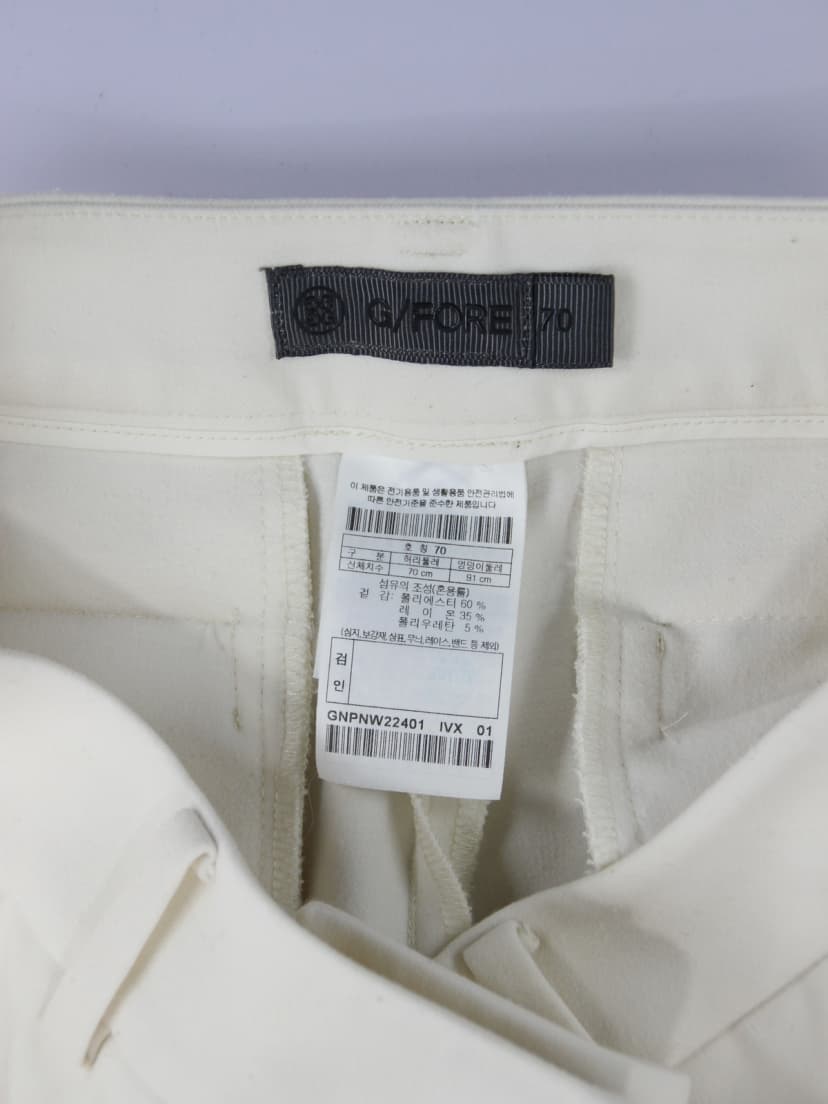 G/FORE 70
이 제품은 전기용품 및 생활용품 안전관리법에
따른 안전기준을 준수한 제품입니다
호 칭 70
구 분 허리둘레 엉덩이둘레
신체치수 70 cm 91 cm
섬유의 조성(혼용률)
겉 감: 폴리에스터 60 %
레 이 온 35 %
폴리우레탄 5 %
(심지,보강재,상표,무늬,레이스,밴드 등 제외)
검
인
GNPNW22401 IVX 01